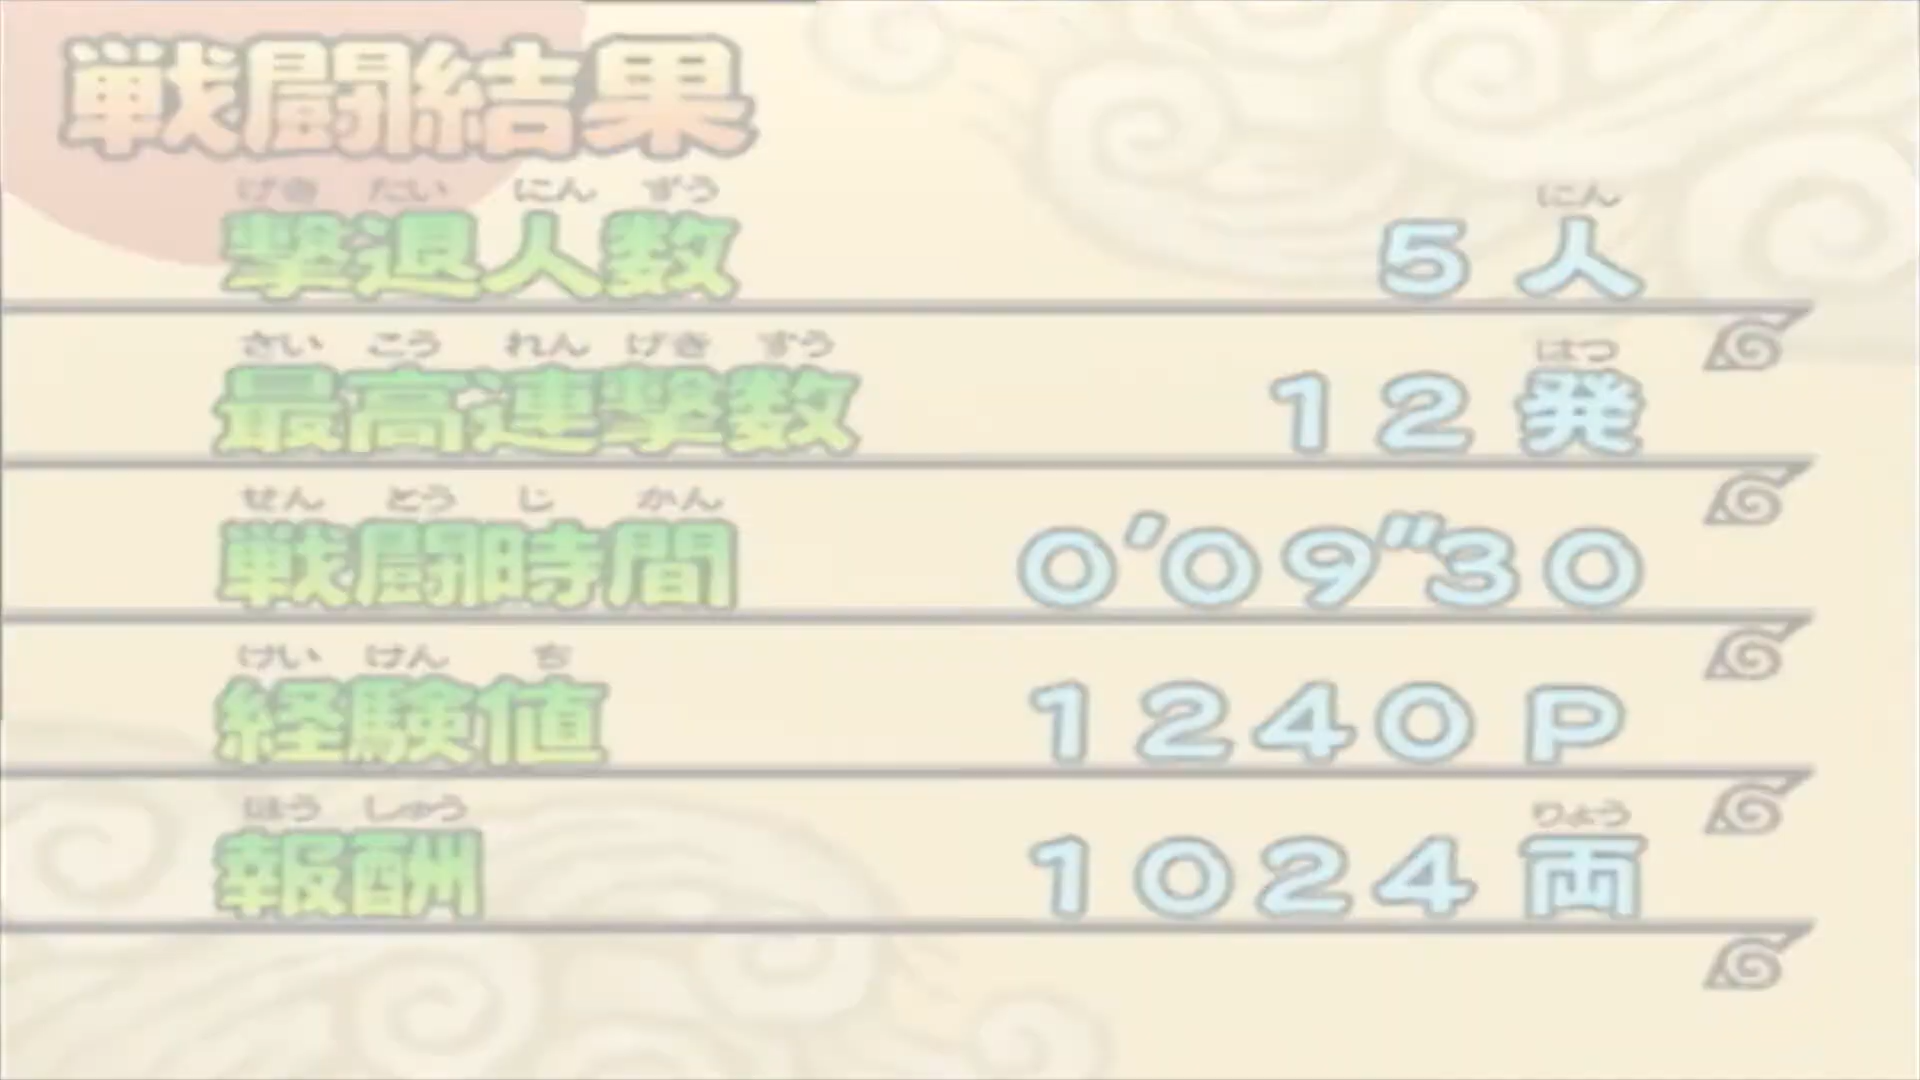 戦闘結果
げき たい にん ずう にん
撃退人数 5人
さい こう れん げき すう はつ
最高連撃数 12発
せん とう じ かん
戦闘時間 0'09"30
けい けん ち
経験値 1240P
ほう しゅう りょう
報酬 1024両